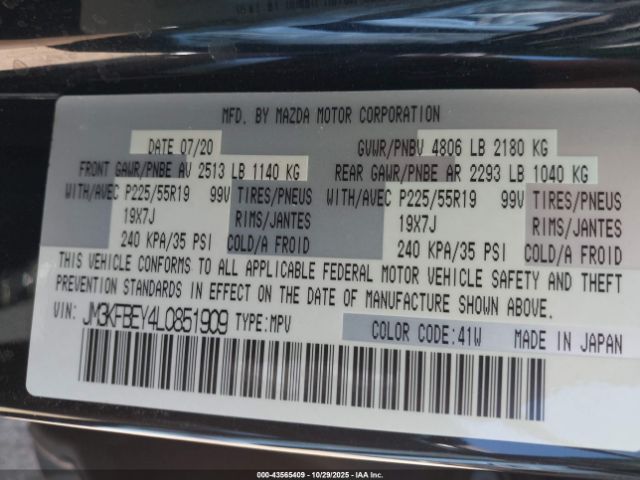 MFD. BY MAZDA MOTOR CORPORATION
DATE 07/20 GVWR/PNBV 4806 LB 2180 KG
FRONT GAWR/PNBE AV 2513 LB 1140 KG REAR GAWR/PNBE AR 2293 LB 1040 KG
WITH/AVEC P225/55R19 99V TIRES/PNEUS WITH/AVEC P225/55R19 99V TIRES/PNEUS
19X7J RIMS/JANTES 19X7J RIMS/JANTES
240 KPA/35 PSI COLD/A FROID 240 KPA/35 PSI COLD/A FROID
THIS VEHICLE CONFORMS TO ALL APPLICABLE FEDERAL MOTOR VEHICLE SAFETY AND THEFT
PREVENTION STANDARDS IN EFFECT ON THE DATE OF MANUFACTURE SHOWN ABOVE.
VIN: JM3KFBEY4L0851909 TYPE:MPV
COLOR CODE:41W MADE IN JAPAN
000-43565409 | 10/29/2025 | IAAI.COM